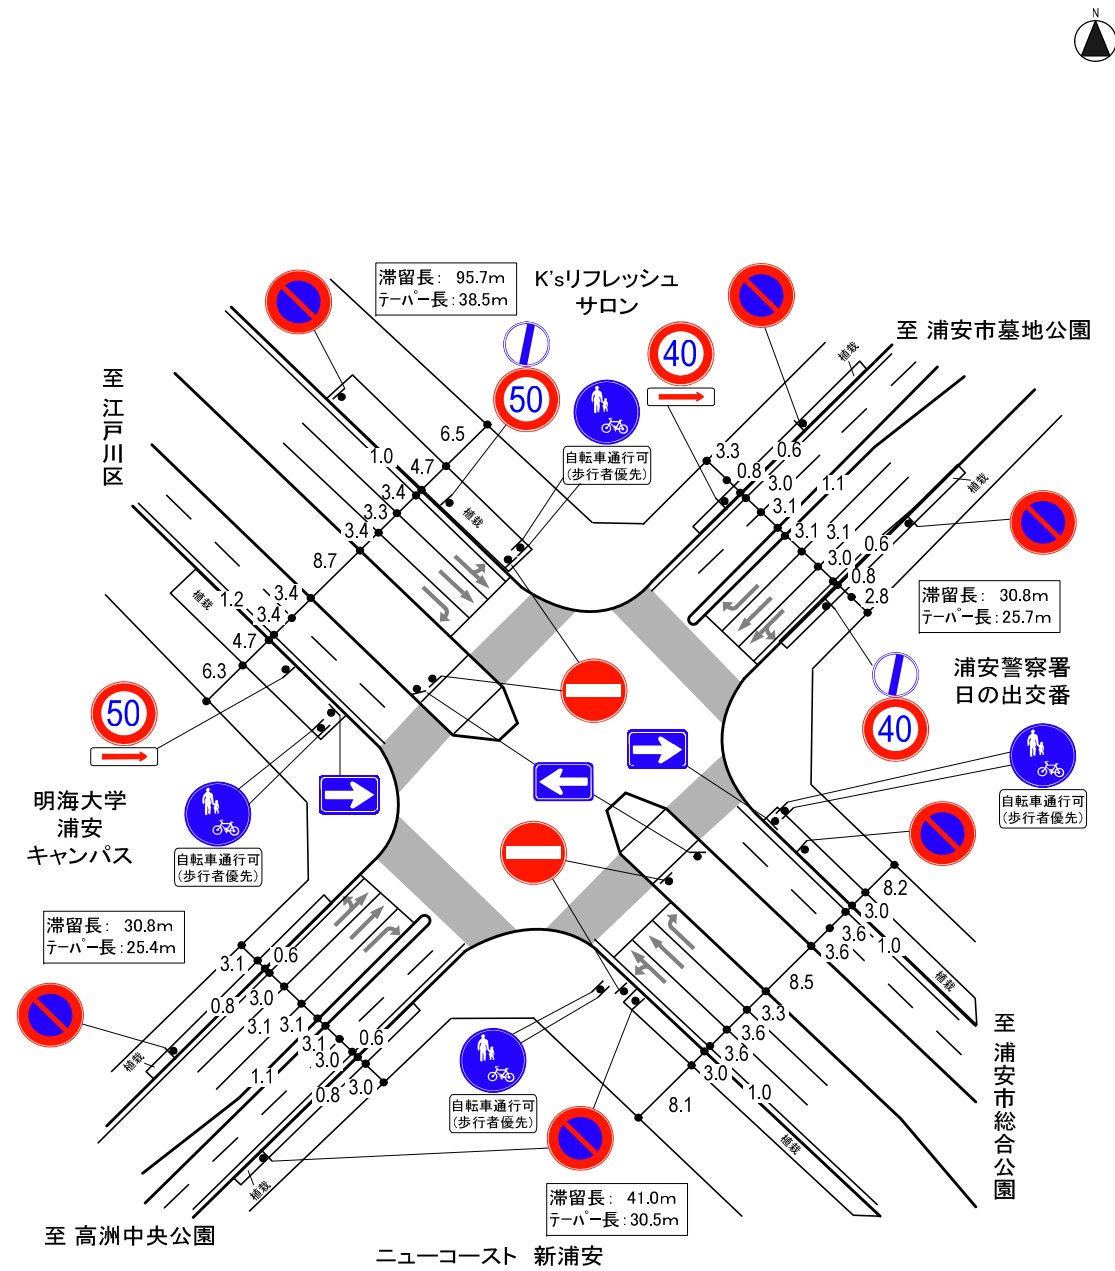 N
滞留長: 95.7m
テーパー長:38.5m
K'sリフレッシュ
サロン
至 浦安市墓地公園
至 江戸川区
50
自転車通行可
(歩行者優先)
40
植栽
植栽
植栽
植栽
6.5
4.7
1.0
3.4
3.3
3.4
8.7
3.4
3.4
1.2
4.7
6.3
3.3
0.8
0.6
3.0
3.1
1.1
3.1
3.1
3.0
0.6
0.8
2.8
滞留長: 30.8m
テーパー長:25.7m
浦安警察署
日の出交番
40
自転車通行可
(歩行者優先)
50
明海大学
浦安
キャンパス
自転車通行可
(歩行者優先)
滞留長: 30.8m
テーパー長:25.4m
3.1
0.6
0.8
3.0
3.1
3.1
3.1
3.0
0.6
1.1
0.8
3.0
植栽
植栽
8.2
3.0
3.6
1.0
3.6
8.5
3.3
3.6
3.6
3.0
1.0
8.1
植栽
植栽
自転車通行可
(歩行者優先)
滞留長: 41.0m
テーパー長:30.5m
至 浦安市総合公園
至 高洲中央公園
ニューコースト 新浦安